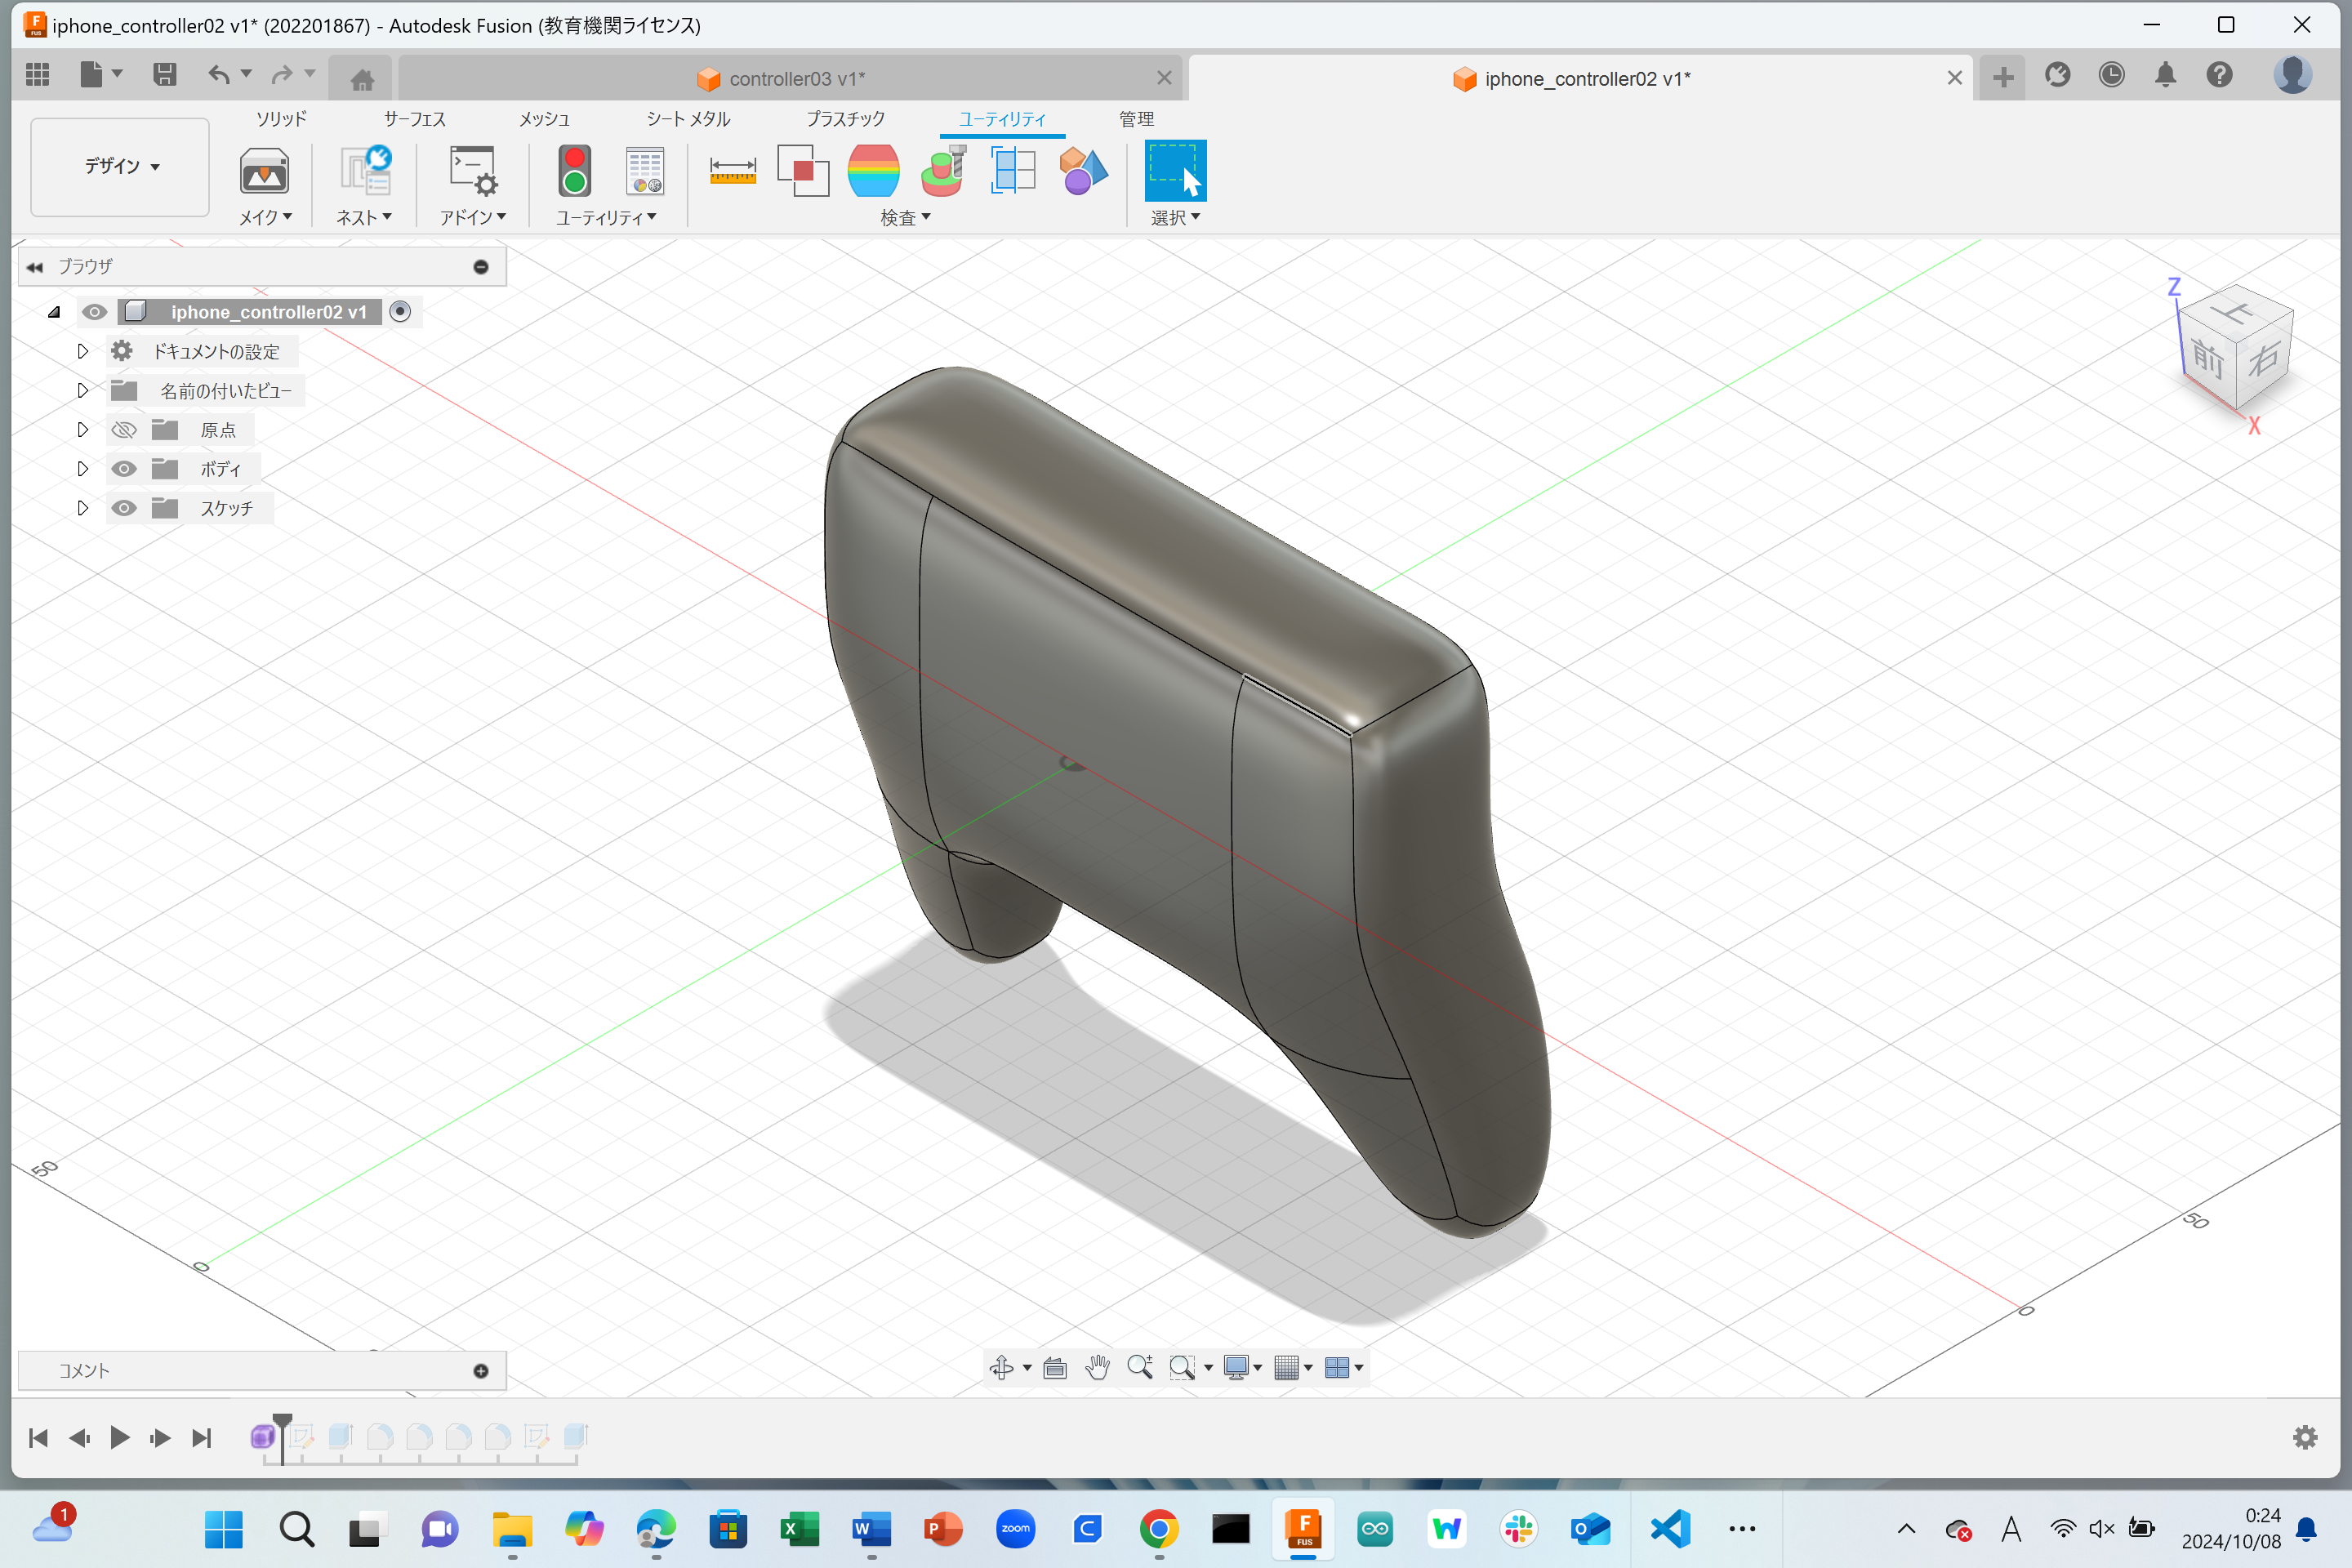 iphone_controller02 v1* (202201867) - Autodesk Fusion (教育機関ライセンス)
controller03 v1*
iphone_controller02 v1*
ソリッド サーフェス メッシュ シート メタル プラスチック ユーティリティ 管理
デザイン
メイク ネスト アドイン ユーティリティ 検査 選択
ブラウザ
iphone_controller02 v1
ドキュメントの設定
名前の付いたビュー
原点
ボディ
スケッチ
Z
上
前 右
X
50
0
50
0
コメント
1
zoom
F
FUS
A
0:24
2024/10/08